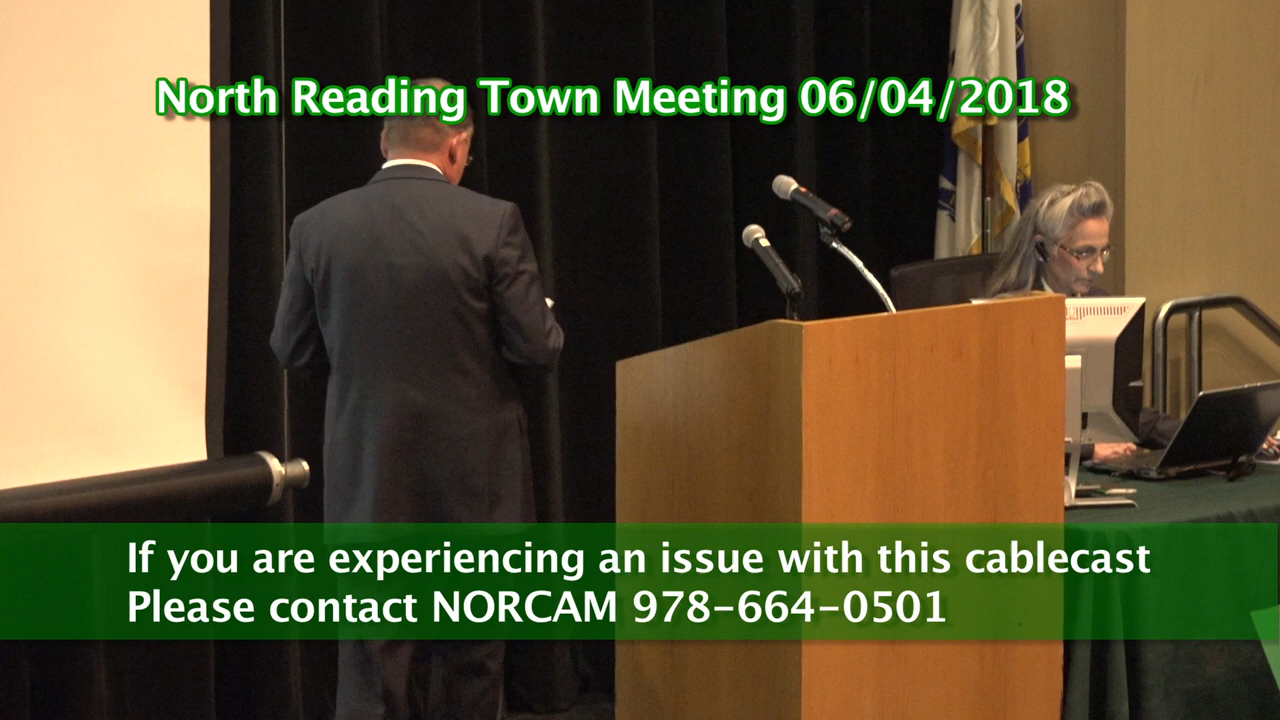 North Reading Town Meeting 06/04/2018
If you are experiencing an issue with this cablecast
Please contact NORCAM 978-664-0501